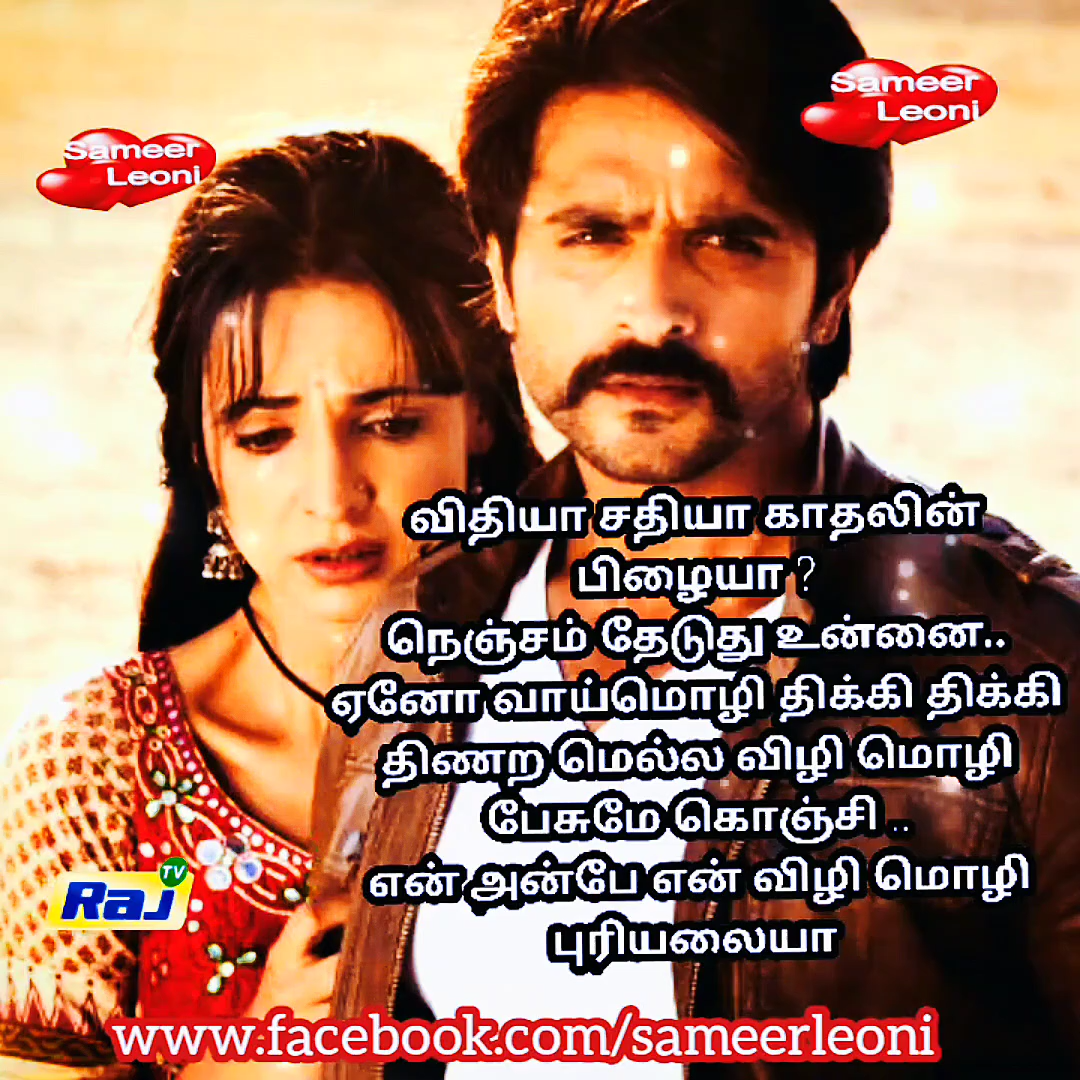 Sameer
Leoni
Sameer
Leoni
விதியா சதியா காதலின்
பிழையா ?
நெஞ்சம் தேடுது உன்னை..
ஏனோ வாய்மொழி திக்கி திக்கி
திணற மெல்ல விழி மொழி
பேசுமே கொஞ்சி ..
என் அன்பே என் விழி மொழி
புரியலையா
Raj TV
www.facebook.com/sameerleoni